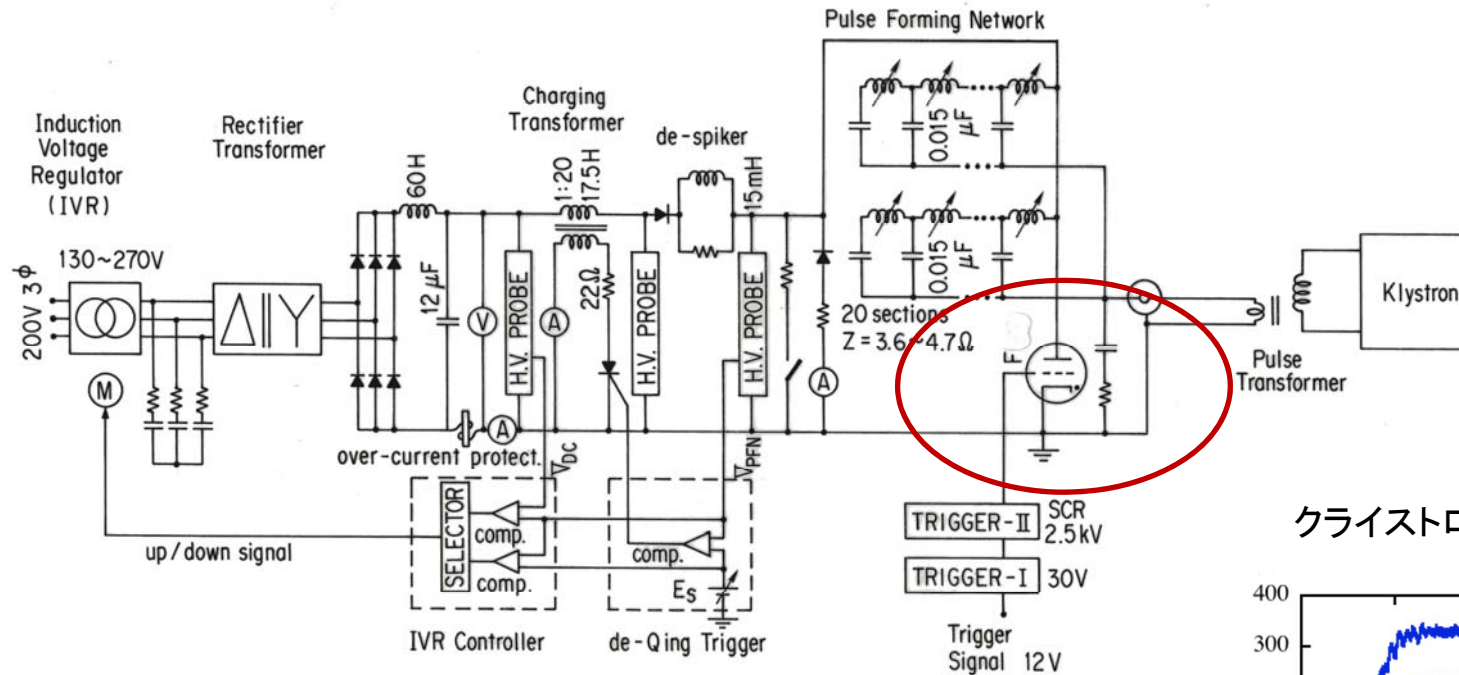 Pulse Forming Network
Induction
Voltage
Regulator
(IVR)
Rectifier
Transformer
Charging
Transformer
de-spiker
60H
1:20
17.5H
15mH
0.015
μF
0.015
μF
130~270V
200V 3φ
12μF
V
H.V. PROBE
A
22Ω
H.V. PROBE
H.V. PROBE
A
20 sections
Z=3.6~4.7Ω
F
Klystron
Pulse
Transformer
M
Δ Y
A
over-current protect.
VDC
VPFN
SELECTOR
comp.
comp.
comp.
ES
up/down signal
IVR Controller
de-Qing Trigger
TRIGGER-II
SCR
2.5kV
TRIGGER-I
30V
Trigger
Signal 12V
400
300